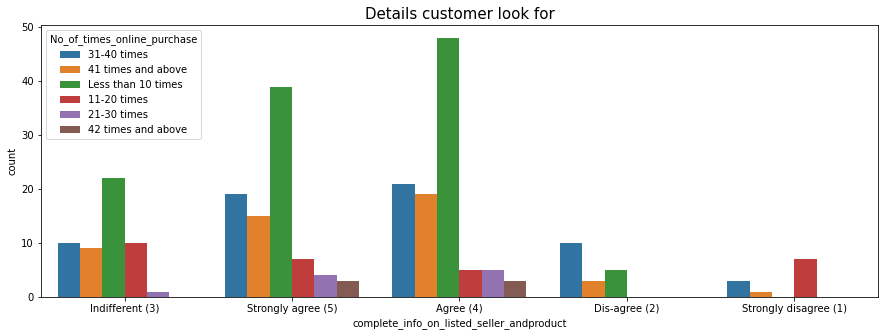 Details customer look for
No_of_times_online_purchase
31-40 times
41 times and above
Less than 10 times
11-20 times
21-30 times
42 times and above
count
50
40
30
20
10
0
Indifferent (3)
Strongly agree (5)
Agree (4)
Dis-agree (2)
Strongly disagree (1)
complete_info_on_listed_seller_andproduct